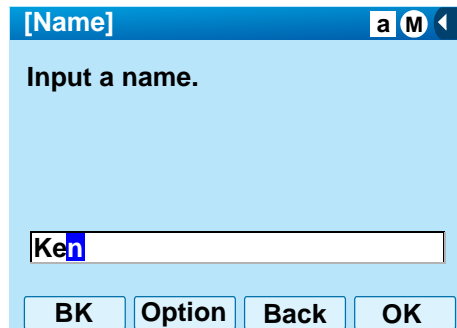 [Name] a M
Input a name.
Ken
BK Option Back OK